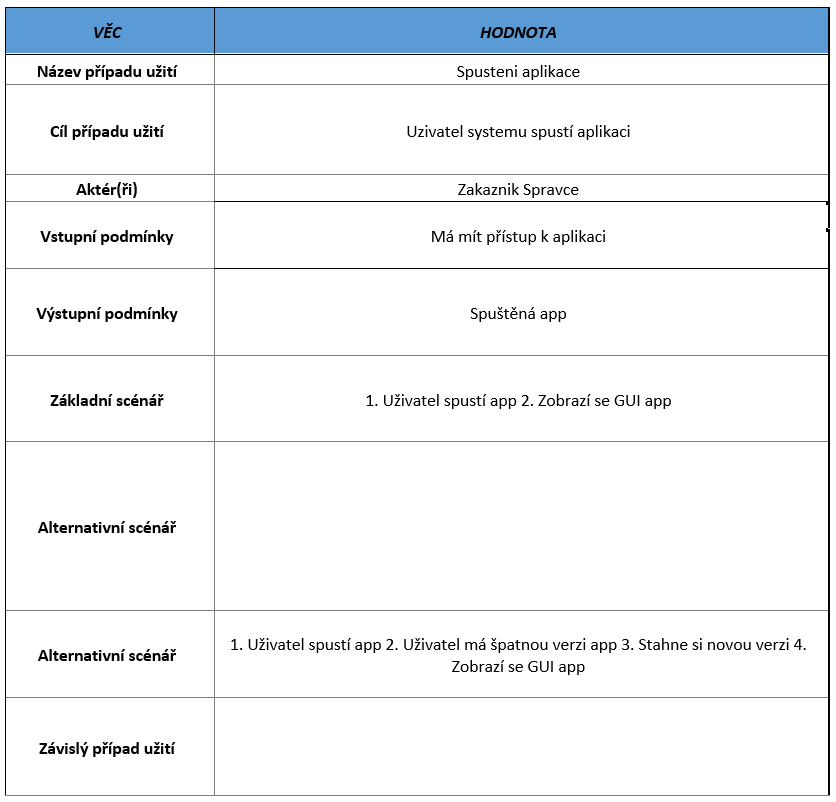 VĚC
HODNOTA
Název případu užití
Spusteni aplikace
Cíl případu užití
Uzivatel systemu spustí aplikaci
Aktér(ři)
Zakaznik Spravce
Vstupní podmínky
Má mít přístup k aplikaci
Výstupní podmínky
Spuštěná app
Základní scénář
1. Uživatel spustí app 2. Zobrazí se GUI app
Alternativní scénář
Alternativní scénář
1. Uživatel spustí app 2. Uživatel má špatnou verzi app 3. Stahne si novou verzi 4.
Zobrazí se GUI app
Závislý případ užití